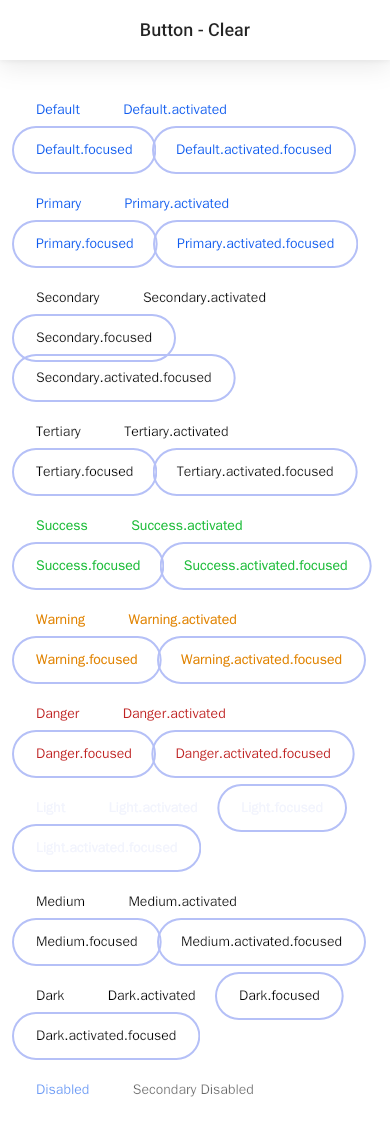 Button - Clear
Default Default.activated
Default.focused Default.activated.focused
Primary Primary.activated
Primary.focused Primary.activated.focused
Secondary Secondary.activated
Secondary.focused
Secondary.activated.focused
Tertiary Tertiary.activated
Tertiary.focused Tertiary.activated.focused
Success Success.activated
Success.focused Success.activated.focused
Warning Warning.activated
Warning.focused Warning.activated.focused
Danger Danger.activated
Danger.focused Danger.activated.focused
Light Light.activated Light.focused
Light.activated.focused
Medium Medium.activated
Medium.focused Medium.activated.focused
Dark Dark.activated Dark.focused
Dark.activated.focused
Disabled Secondary Disabled